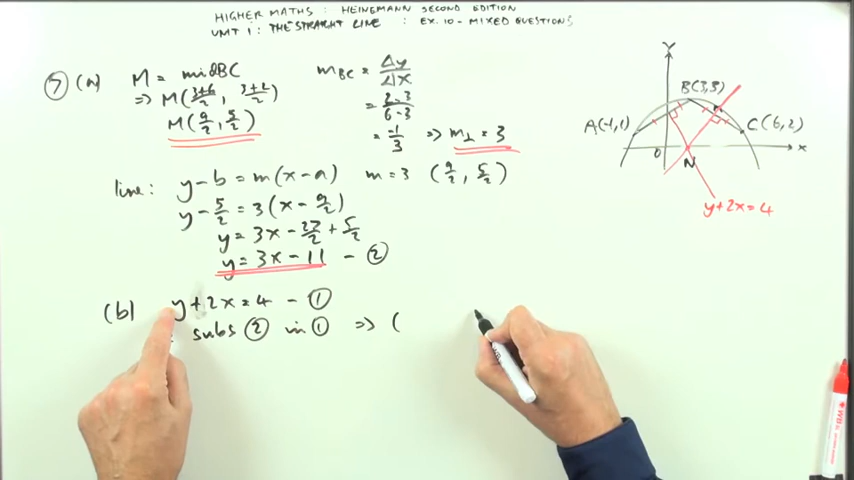 HIGHER MATHS : HEINEMANN SECOND EDITION
UNIT 1 : THE STRAIGHT LINE : EX. 10 - MIXED QUESTIONS
⑦ (a) M = mid BC
=> M(3+6/2, 3+2/2)
M(9/2, 5/2)
m_BC = Δy/Δx
= 2-3/6-3
= -1/3 => m⊥ = 3
line: y-b = m(x-a) m=3 (9/2, 5/2)
y - 5/2 = 3(x - 9/2)
y = 3x - 27/2 + 5/2
y = 3x - 11 - ②
(b) y+2x=4 - ①
: subs ② in ① => (
Y
B(3,3)
A(-1,1)
C(6,2)
O
N
x
y+2x=4